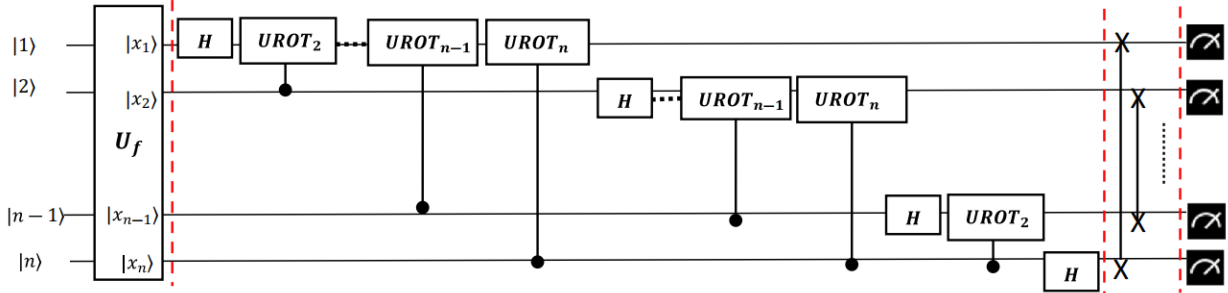 |1⟩ |x₁⟩ H UROT₂ UROTₙ₋₁ UROTₙ X
|2⟩ |x₂⟩ H UROTₙ₋₁ UROTₙ X
U_f
|n − 1⟩ |xₙ₋₁⟩ H UROT₂ X
|n⟩ |xₙ⟩ H X